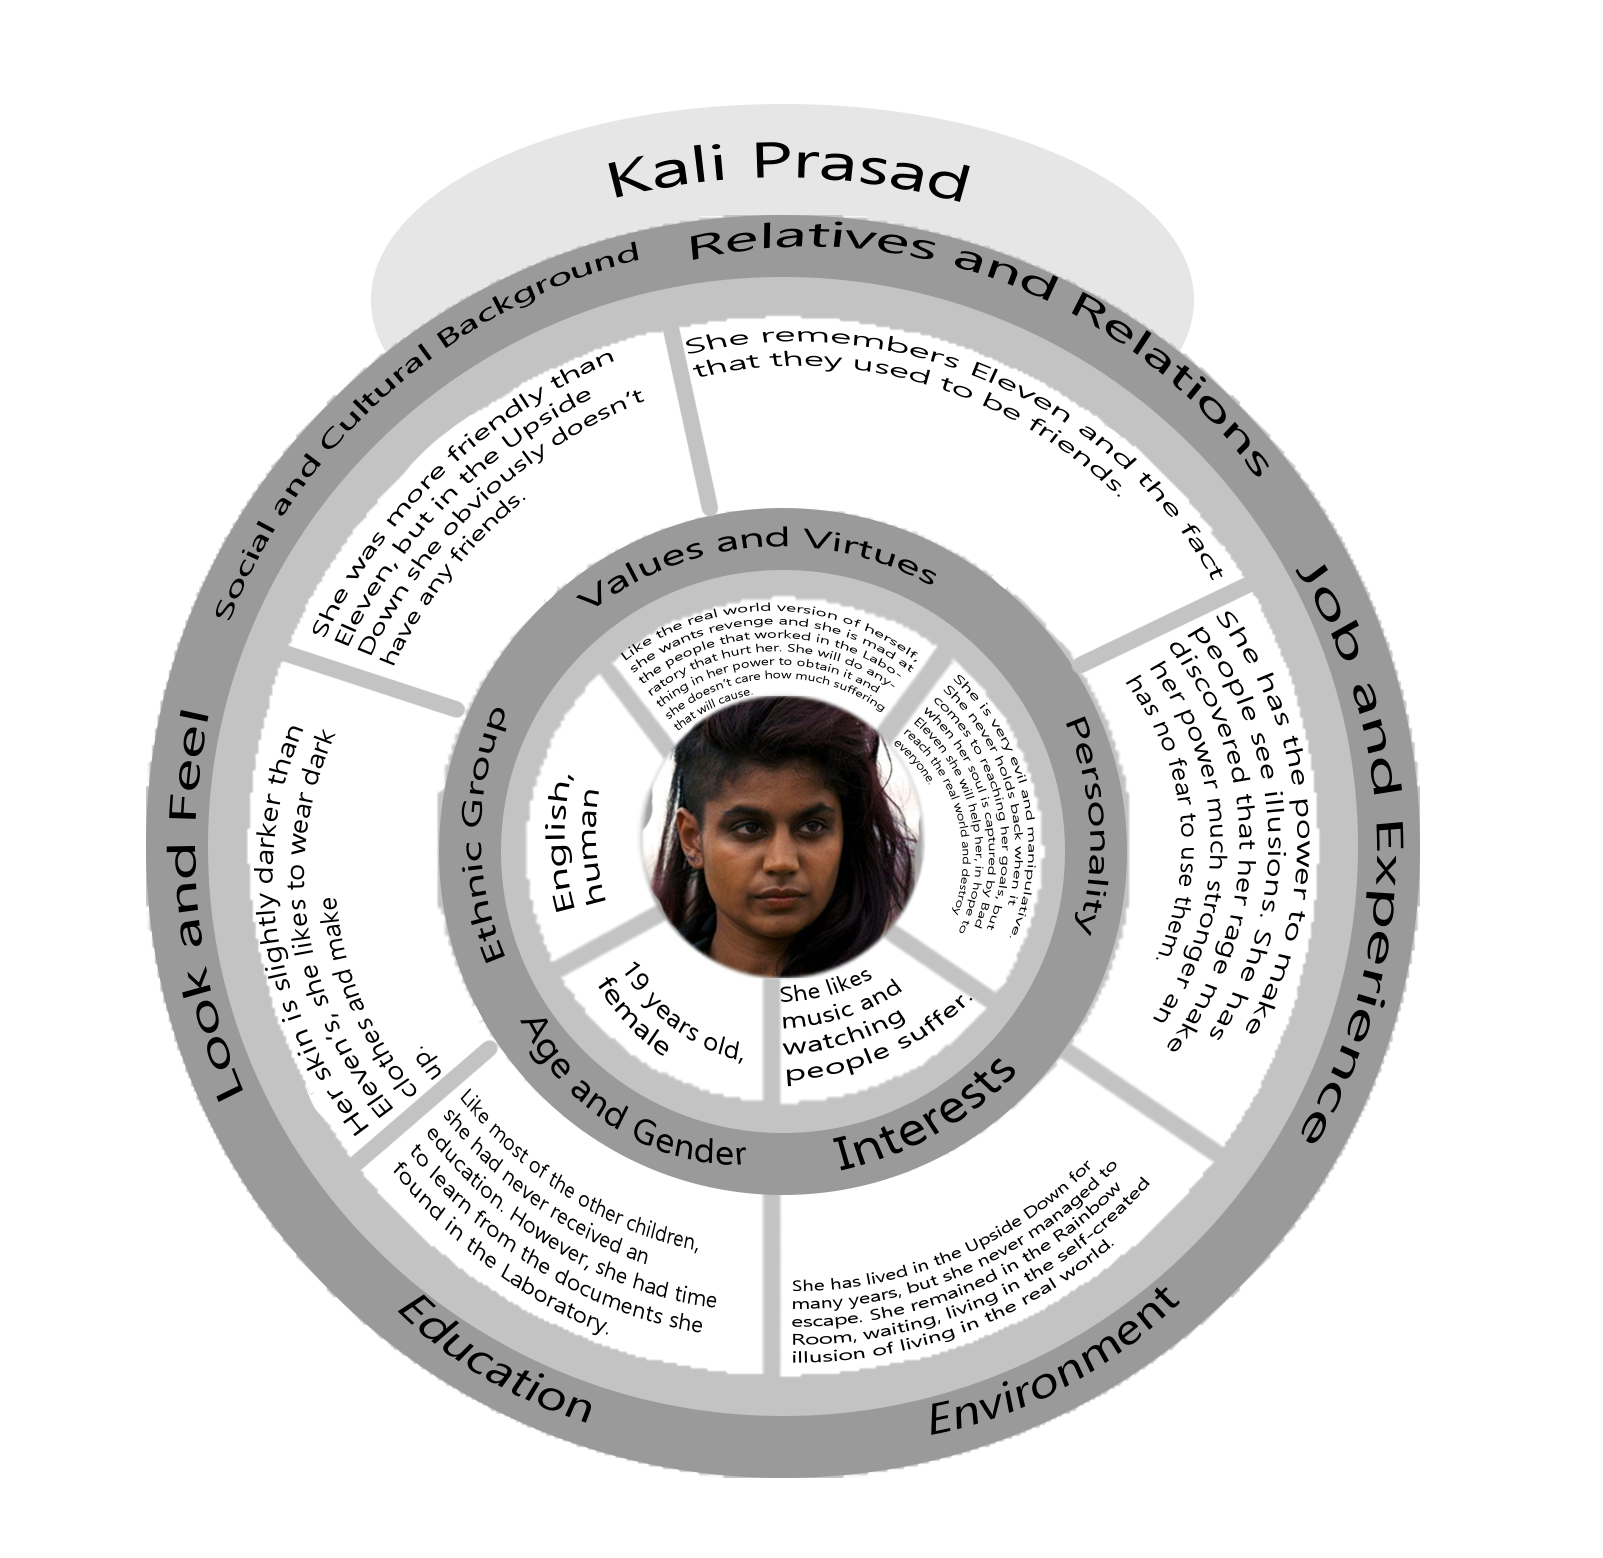 Kali Prasad
Relatives and Relations
She remembers Eleven and the fact
that they used to be friends.
Job and Experience
She has the power to make
people see illusions. She has
discovered that her rage has
her power much stronger make
has no fear to use them. an
Environment
She has lived in the Upside Down for
many years, but she never managed to
escape. She remained in the Rainbow
Room, waiting, living in the self-created
illusion of living in the real world.
Education
Like most of the other children,
she had never received an
education. However, she had time
to learn from the documents she
found in the Laboratory.
Look and Feel
Her skin is slightly darker than
Eleven's, she likes to wear dark
clothes and make
up.
Social and Cultural Background
She was more friendly than
Eleven, but in the Upside
Down she obviously doesn't
have any friends.
Values and Virtues
Like the real world version of herself,
she wants revenge and she is mad at
the people that worked in the Labo-
ratory that hurt her. She will do any-
thing in her power to obtain it and
she doesn't care how much suffering
that will cause.
Personality
She is very evil and manipulative.
She never holds back when it
comes to reaching her goals, but
when her soul is captured by Bad
Eleven she will help her, in hope to
reach the real world and destroy
everyone.
Interests
She likes
music and
watching
people suffer.
Age and Gender
19 years old,
female
Ethnic Group
English,
human